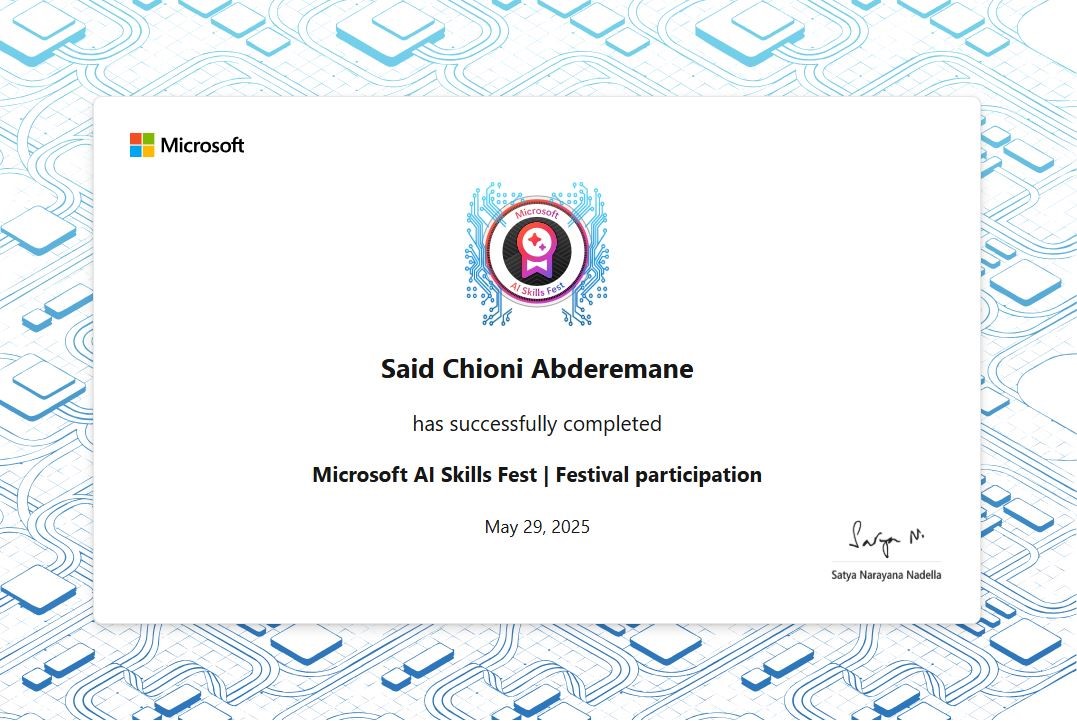 Microsoft
Microsoft
AI Skills Fest
Said Chioni Abderemane
has successfully completed
Microsoft AI Skills Fest | Festival participation
May 29, 2025
Satya N.
Satya Narayana Nadella